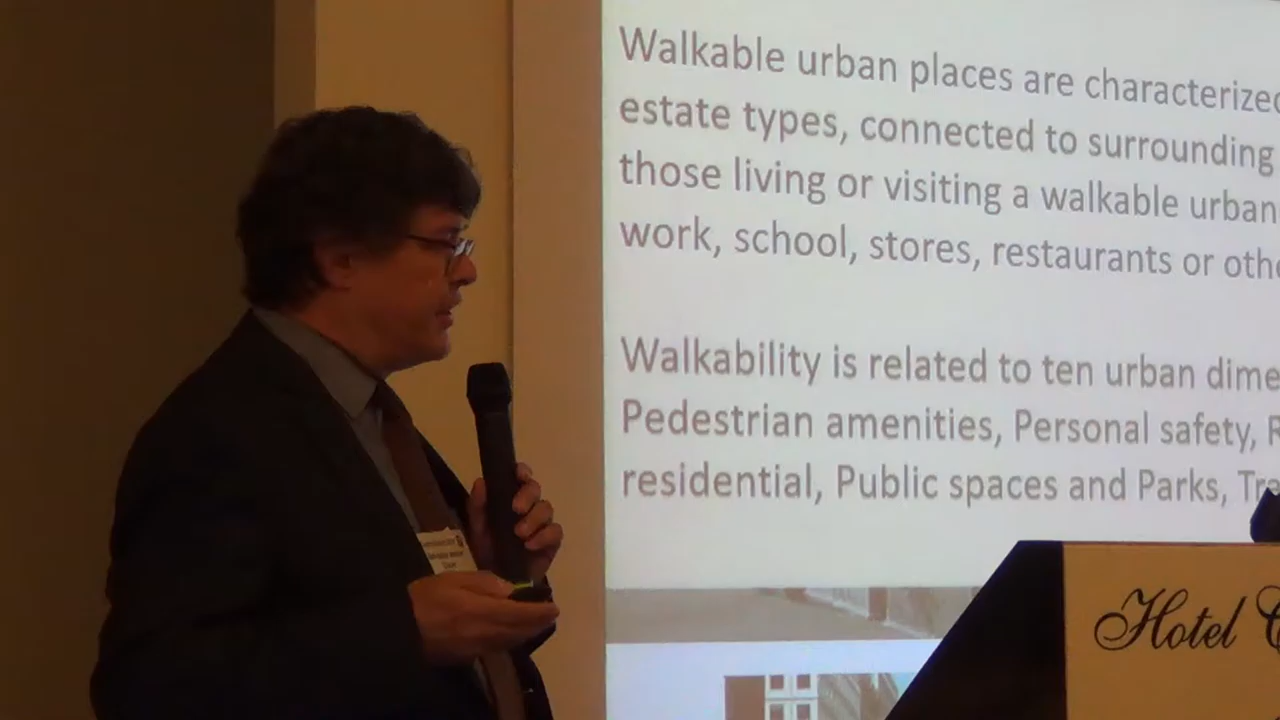 Walkable urban places are characterized
estate types, connected to surrounding
those living or visiting a walkable urban
work, school, stores, restaurants or oth
Walkability is related to ten urban dime
Pedestrian amenities, Personal safety, R
residential, Public spaces and Parks, Tra
Hotel